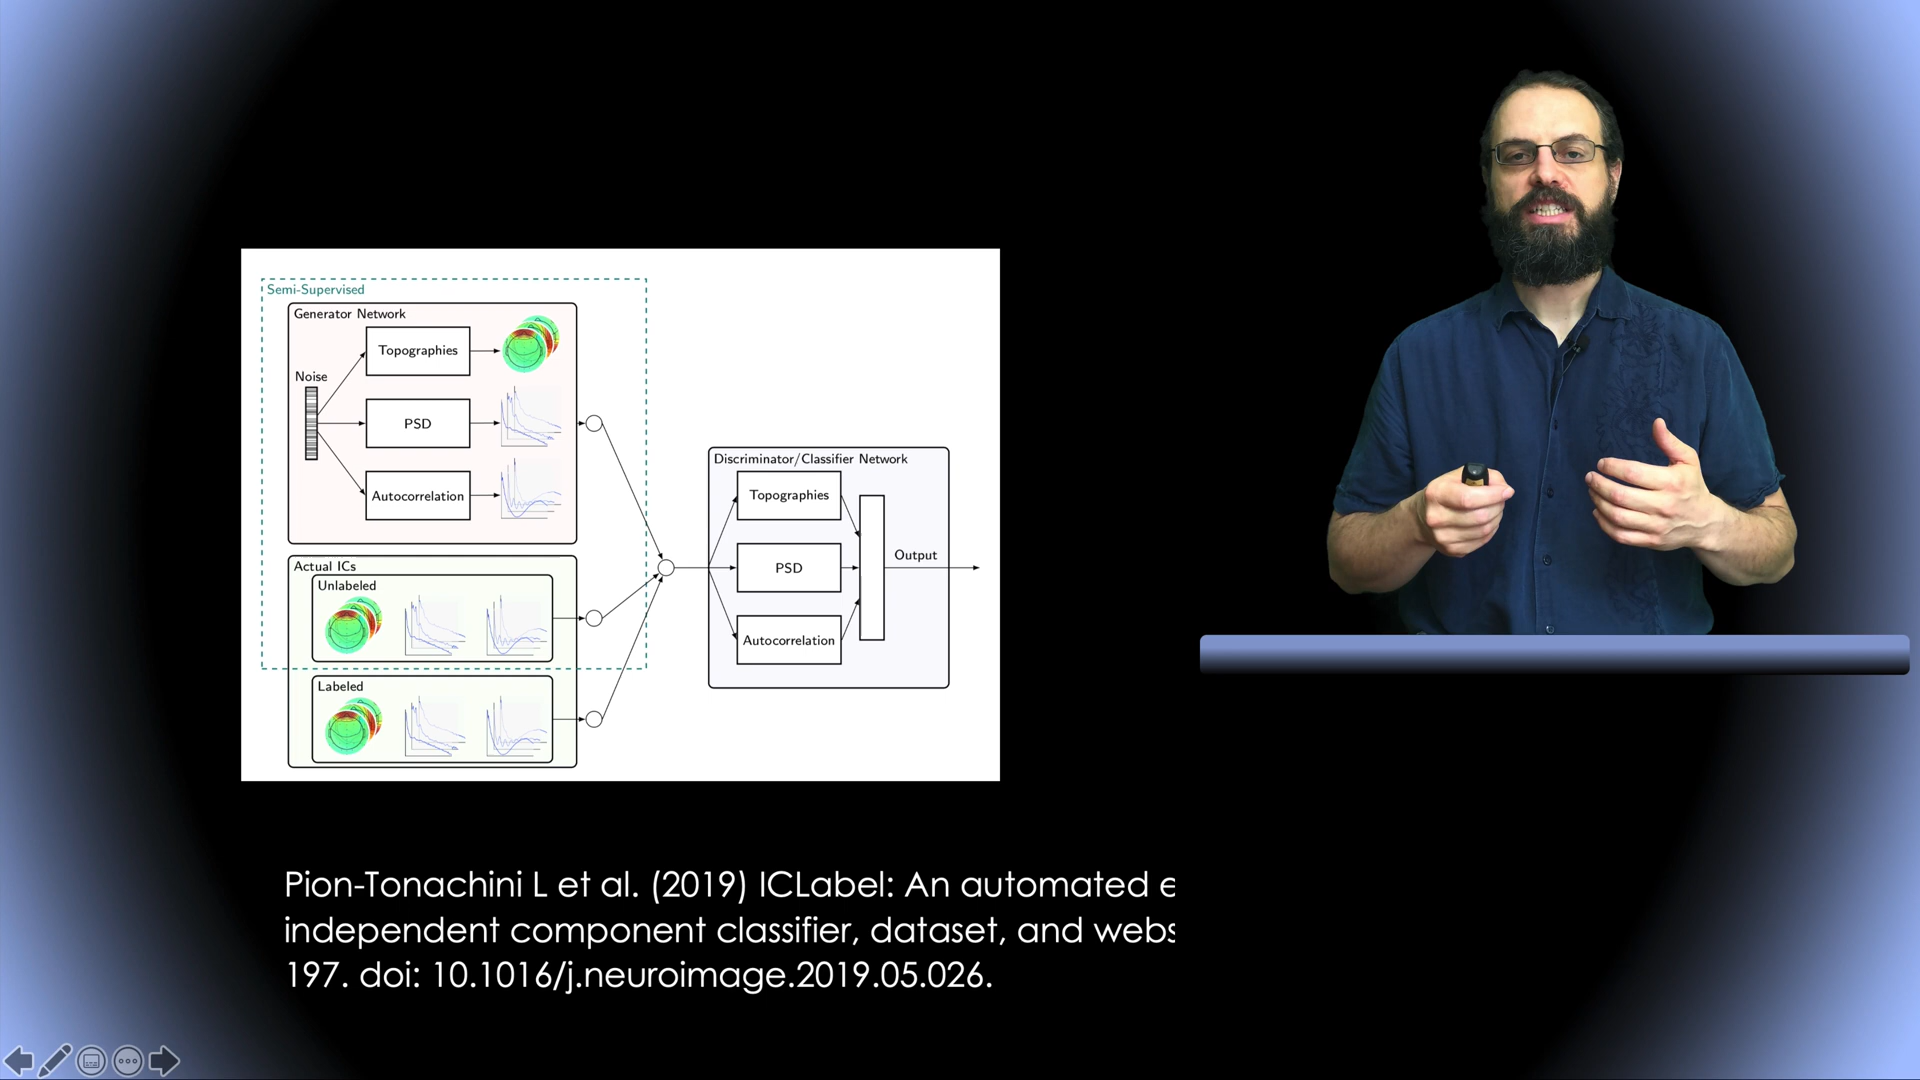 Semi-Supervised
Generator Network
Topographies
Noise
PSD
Autocorrelation
Actual ICs
Unlabeled
Labeled
Discriminator/Classifier Network
Topographies
PSD
Autocorrelation
Output
Pion-Tonachini L et al. (2019) ICLabel: An automated e
independent component classifier, dataset, and webs
197. doi: 10.1016/j.neuroimage.2019.05.026.